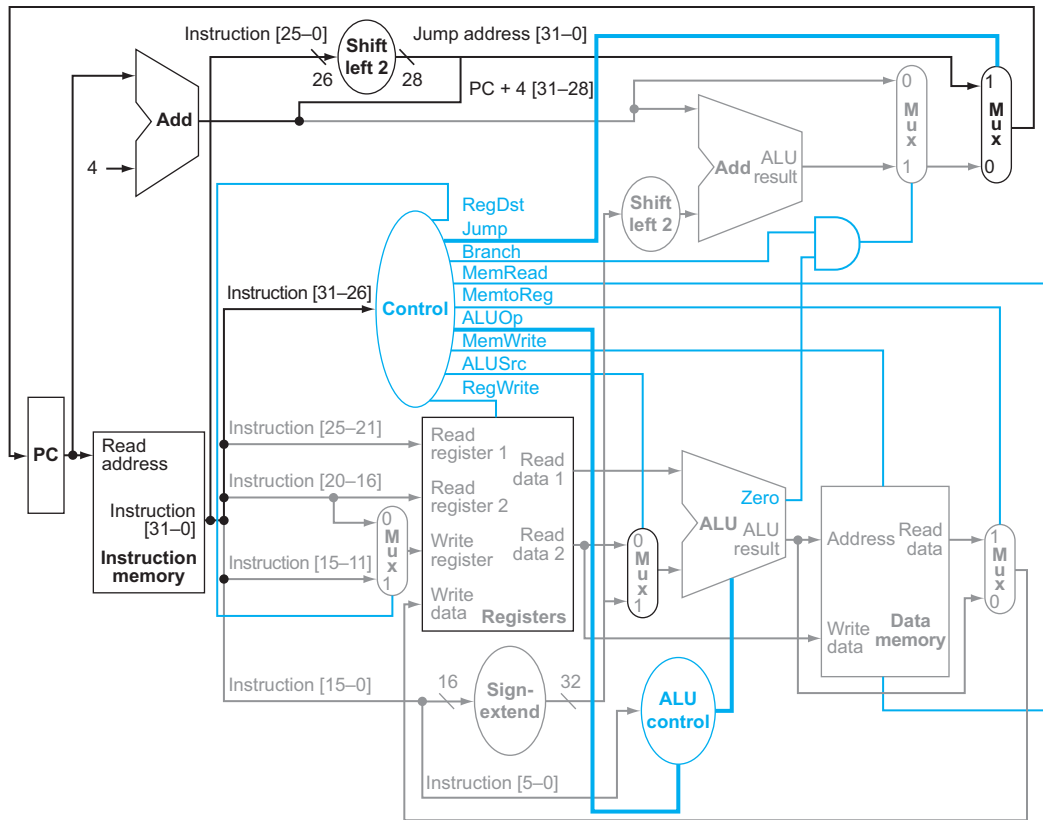 Instruction [25–0]
Shift
left 2
Jump address [31–0]
26
28
PC + 4 [31–28]
Add
4
0
M
u
x
1
1
M
u
x
0
Add
ALU
result
Shift
left 2
RegDst
Jump
Branch
MemRead
MemtoReg
ALUOp
MemWrite
ALUSrc
RegWrite
Control
Instruction [31–26]
PC
Read
address
Instruction
[31–0]
Instruction
memory
Instruction [25–21]
Instruction [20–16]
Instruction [15–11]
0
M
u
x
1
Read
register 1
Read
register 2
Write
register
Write
data
Read
data 1
Read
data 2
Registers
0
M
u
x
1
Zero
ALU
ALU
result
Address
Read
data
Write
data
Data
memory
1
M
u
x
0
Instruction [15–0]
16
Sign-
extend
32
ALU
control
Instruction [5–0]